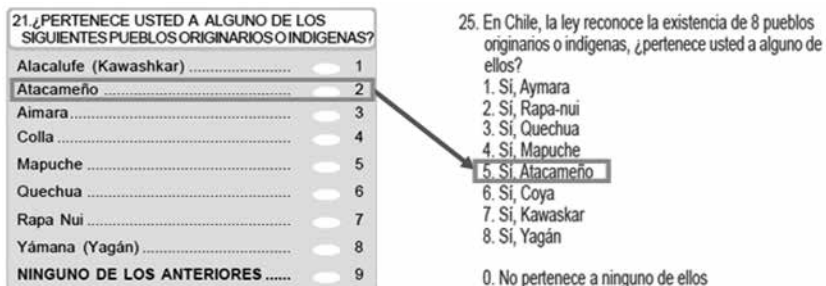 21.¿PERTENECE USTED A ALGUNO DE LOS
SIGUIENTES PUEBLOS ORIGINARIOS O INDIGENAS?
Alacalufe (Kawashkar) ........................ 1
Atacameño ........................................... 2
Aimara.................................................... 3
Colla ....................................................... 4
Mapuche ................................................ 5
Quechua ................................................ 6
Rapa Nui ................................................ 7
Yámana (Yagán) ................................... 8
NINGUNO DE LOS ANTERIORES ...... 9
25. En Chile, la ley reconoce la existencia de 8 pueblos
originarios o indígenas, ¿pertenece usted a alguno de
ellos?
1. Sí, Aymara
2. Sí, Rapa-nui
3. Sí, Quechua
4. Sí, Mapuche
5. Sí, Atacameño
6. Sí, Coya
7. Sí, Kawaskar
8. Sí, Yagán
0. No pertenece a ninguno de ellos